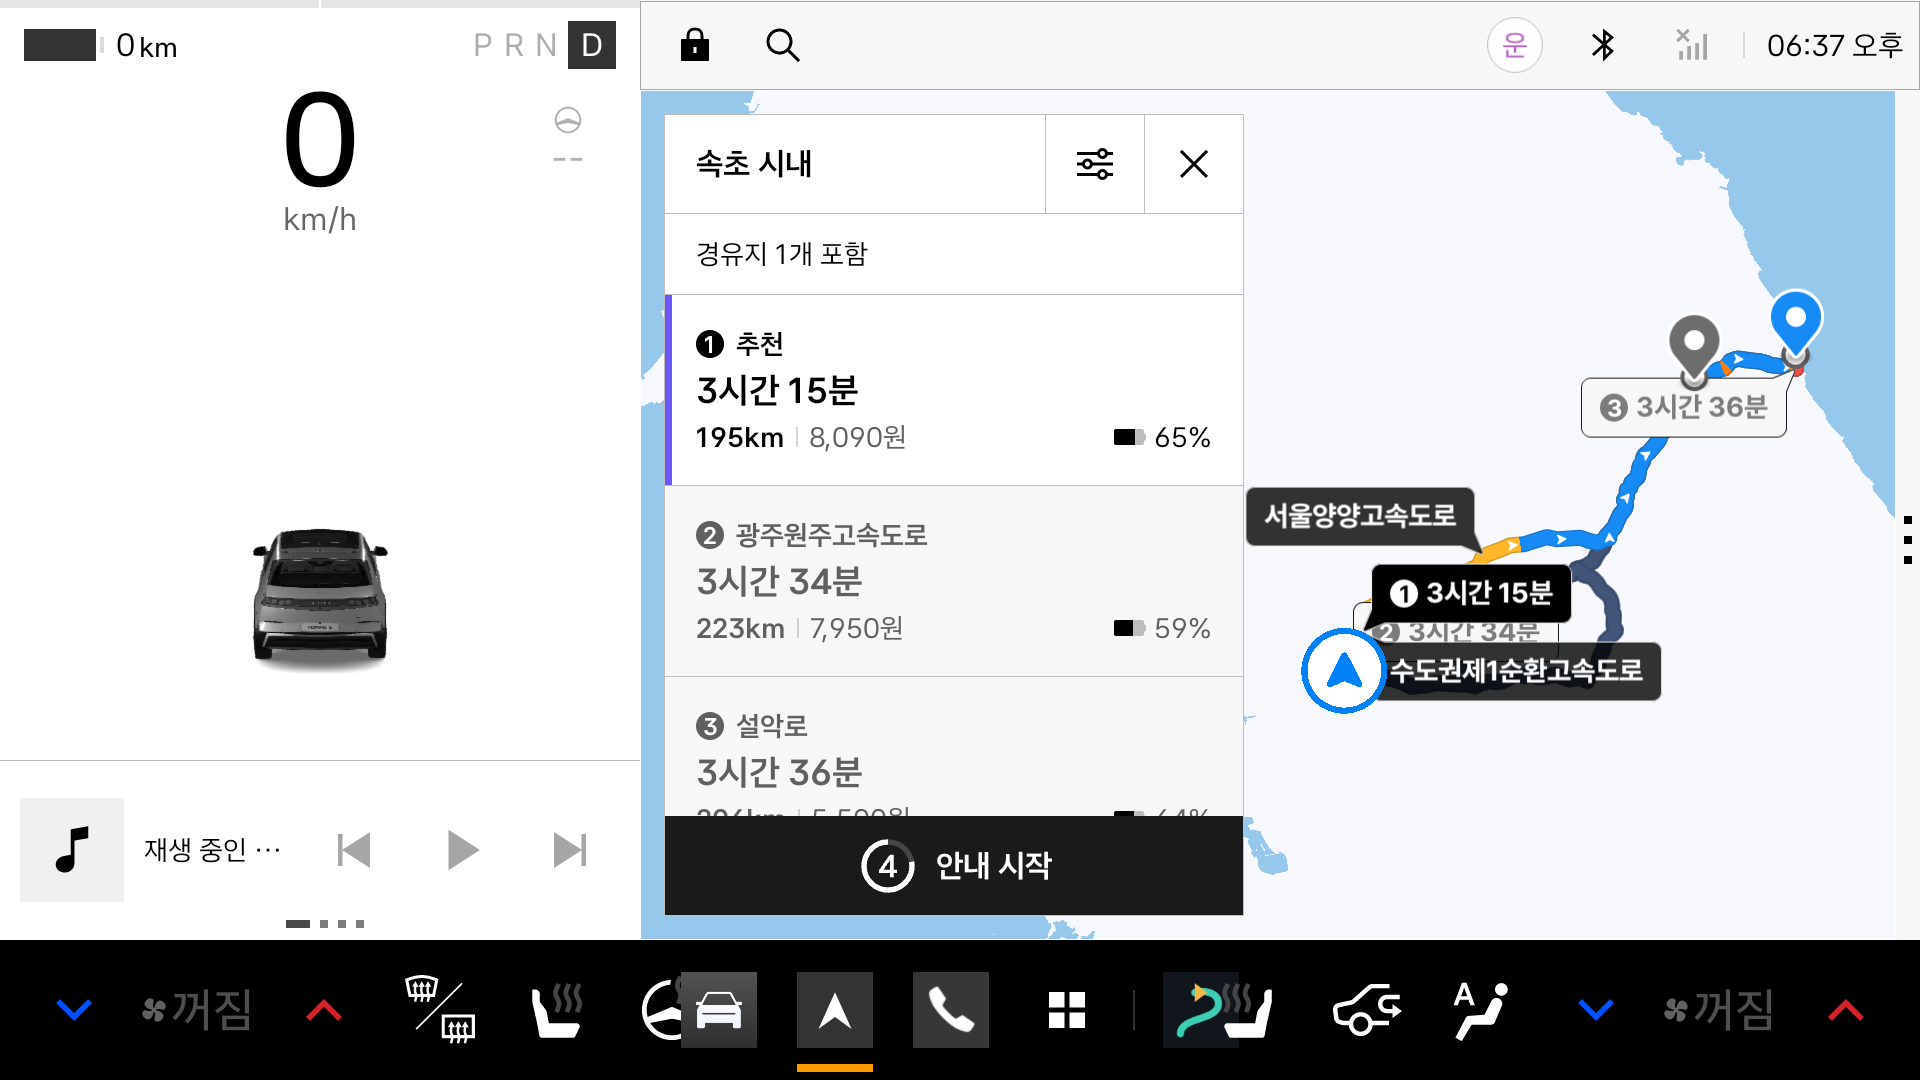 0 km
P R N D
0
km/h
--
운
06:37 오후
속초 시내
경유지 1개 포함
1 추천
3시간 15분
195km 8,090원 65%
2 광주원주고속도로
3시간 34분
223km 7,950원 59%
3 설악로
3시간 36분
4 안내 시작
3 3시간 36분
서울양양고속도로
1 3시간 15분
2 3시간 34분
수도권제1순환고속도로
재생 중인 ···
꺼짐
A
꺼짐